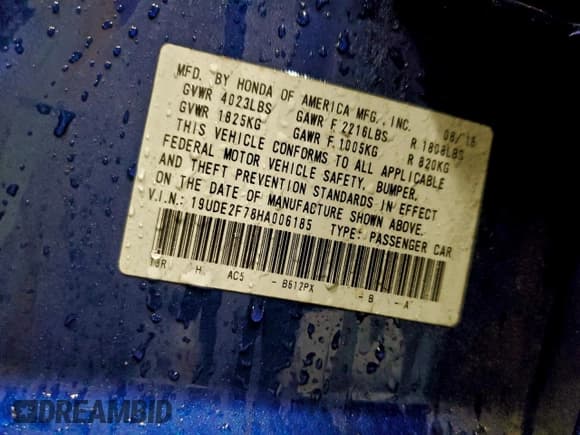 MFD. BY HONDA OF AMERICA MFG., INC. 08/16
GVWR 4023LBS GAWR F 2216LBS R 1808LBS
GVWR 1825KG GAWR F 1005KG R 820KG
THIS VEHICLE CONFORMS TO ALL APPLICABLE
FEDERAL MOTOR VEHICLE SAFETY, BUMPER,
AND THEFT PREVENTION STANDARDS IN EFFECT
ON THE DATE OF MANUFACTURE SHOWN ABOVE.
V.I.N.: 19UDE2F78HA006185 TYPE: PASSENGER CAR
H AC5 - B612PX - B - A
DREAMBID